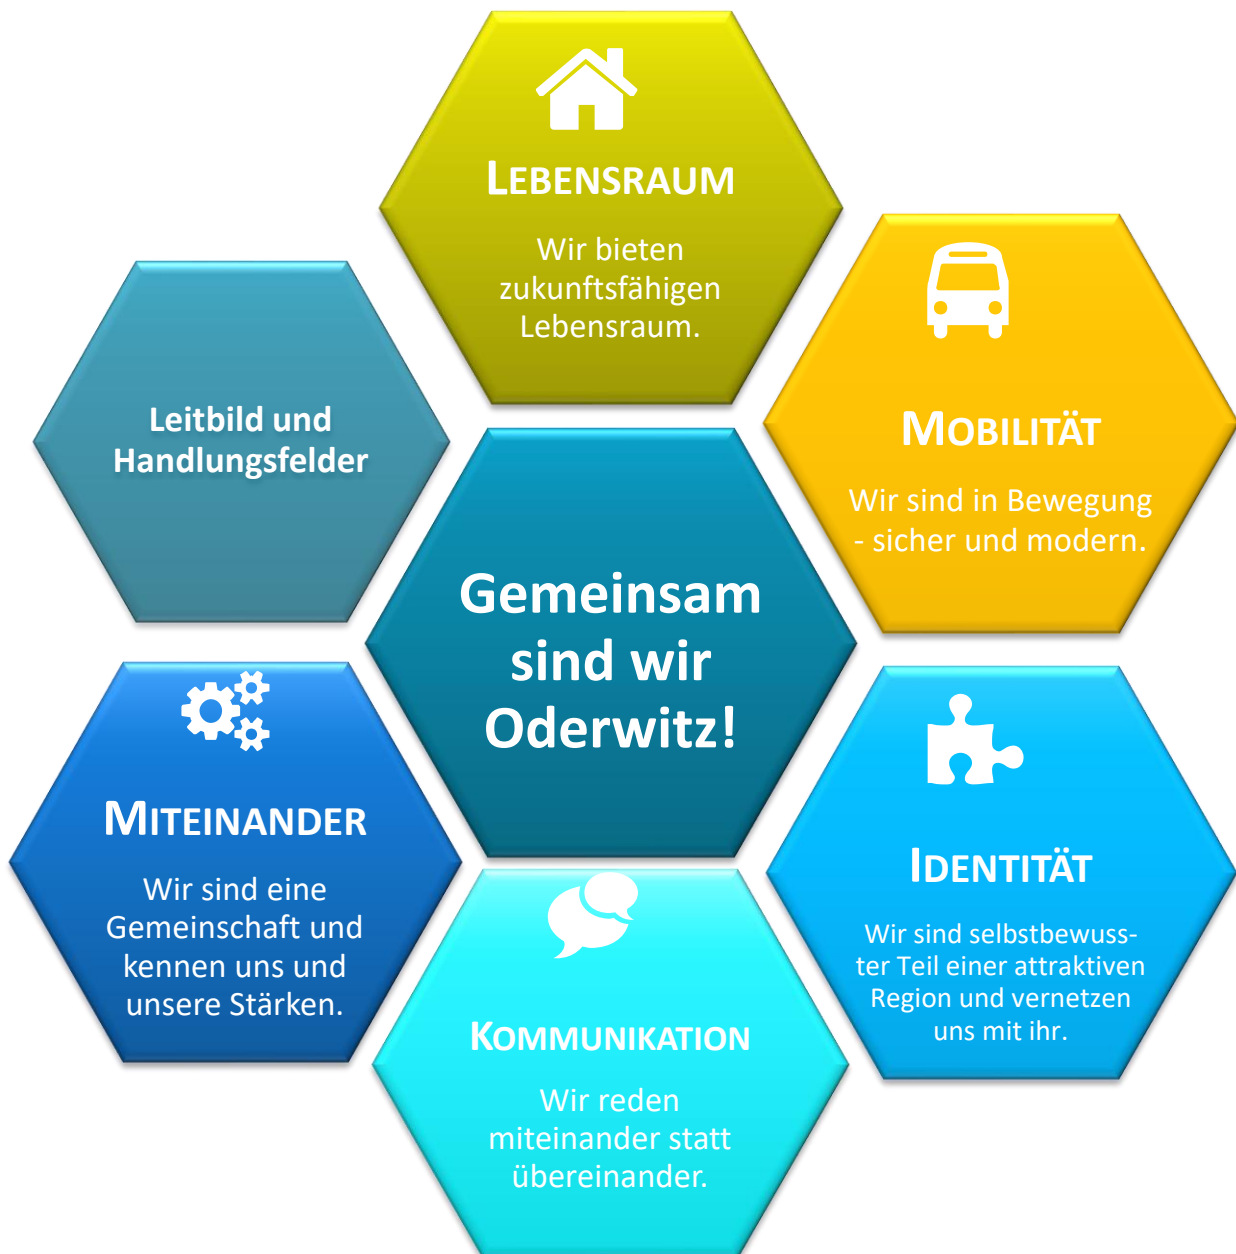 LEBENSRAUM
Wir bieten
zukunftsfähigen
Lebensraum.
MOBILITÄT
Wir sind in Bewegung
- sicher und modern.
Leitbild und
Handlungsfelder
Gemeinsam
sind wir
Oderwitz!
MITEINANDER
Wir sind eine
Gemeinschaft und
kennen uns und
unsere Stärken.
IDENTITÄT
Wir sind selbstbewuss-
ter Teil einer attraktiven
Region und vernetzen
uns mit ihr.
KOMMUNIKATION
Wir reden
miteinander statt
übereinander.